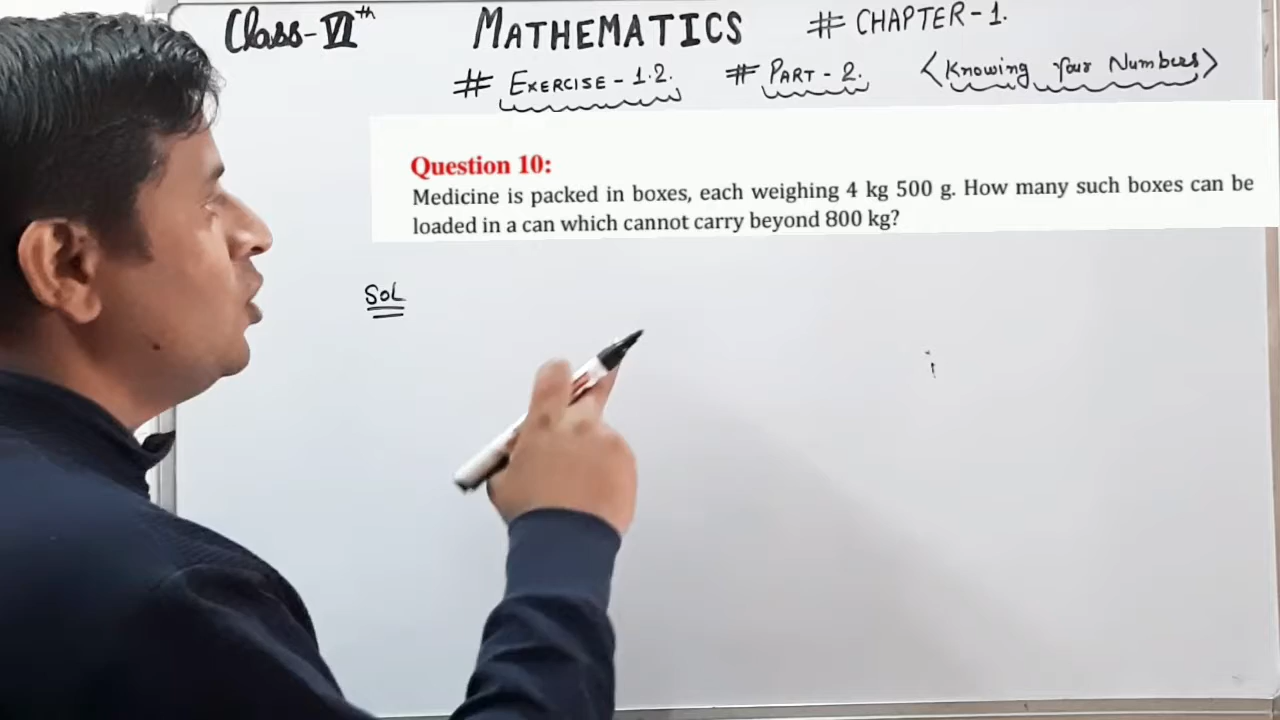 Class-VIth MATHEMATICS # CHAPTER-1.
# EXERCISE-1.2. # PART-2. <Knowing Your Numbers>
Question 10:
Medicine is packed in boxes, each weighing 4 kg 500 g. How many such boxes can be
loaded in a can which cannot carry beyond 800 kg?
SOL